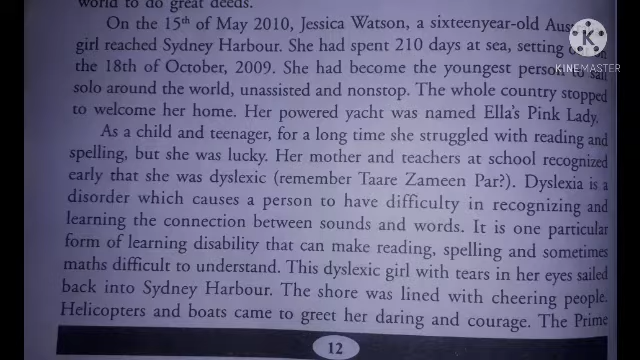 world to do great deeds.
On the 15th of May 2010, Jessica Watson, a sixteenyear-old
girl reached Sydney Harbour. She had spent 210 days at sea, setting
the 18th of October, 2009. She had become the youngest person to sail
solo around the world, unassisted and nonstop. The whole country stopped
to welcome her home. Her powered yacht was named Ella's Pink Lady.
As a child and teenager, for a long time she struggled with reading and
spelling, but she was lucky. Her mother and teachers at school recognized
early that she was dyslexic (remember Taare Zameen Par?). Dyslexia is a
disorder which causes a person to have difficulty in recognizing and
learning the connection between sounds and words. It is one particular
form of learning disability that can make reading, spelling and sometimes
maths difficult to understand. This dyslexic girl with tears in her eyes sailed
back into Sydney Harbour. The shore was lined with cheering people.
Helicopters and boats came to greet her daring and courage. The Prime
12
K
KINEMASTER